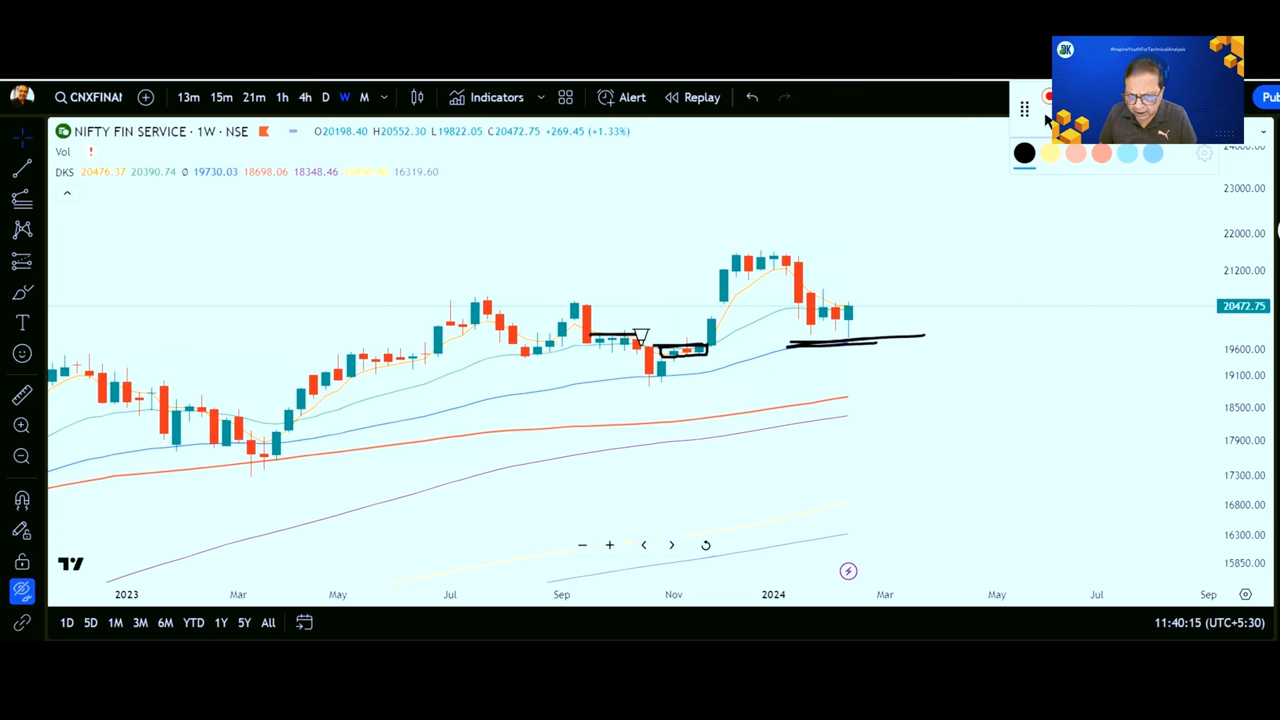 DK
#InspireYouthForTechnicalAnalysis
CNXFINAI 13m 15m 21m 1h 4h D W M Indicators Alert Replay Pub
NIFTY FIN SERVICE · 1W · NSE O20198.40 H20552.30 L19822.05 C20472.75 +269.45 (+1.33%)
Vol
DKS 20476.37 20390.74 Ø 19730.03 18698.06 18348.46 16319.60
24000.00
23000.00
22000.00
21200.00
20472.75
19600.00
19100.00
18500.00
17900.00
17300.00
16800.00
16300.00
15850.00
2023 Mar May Jul Sep Nov 2024 Mar May Jul Sep
1D 5D 1M 3M 6M YTD 1Y 5Y All 11:40:15 (UTC+5:30)